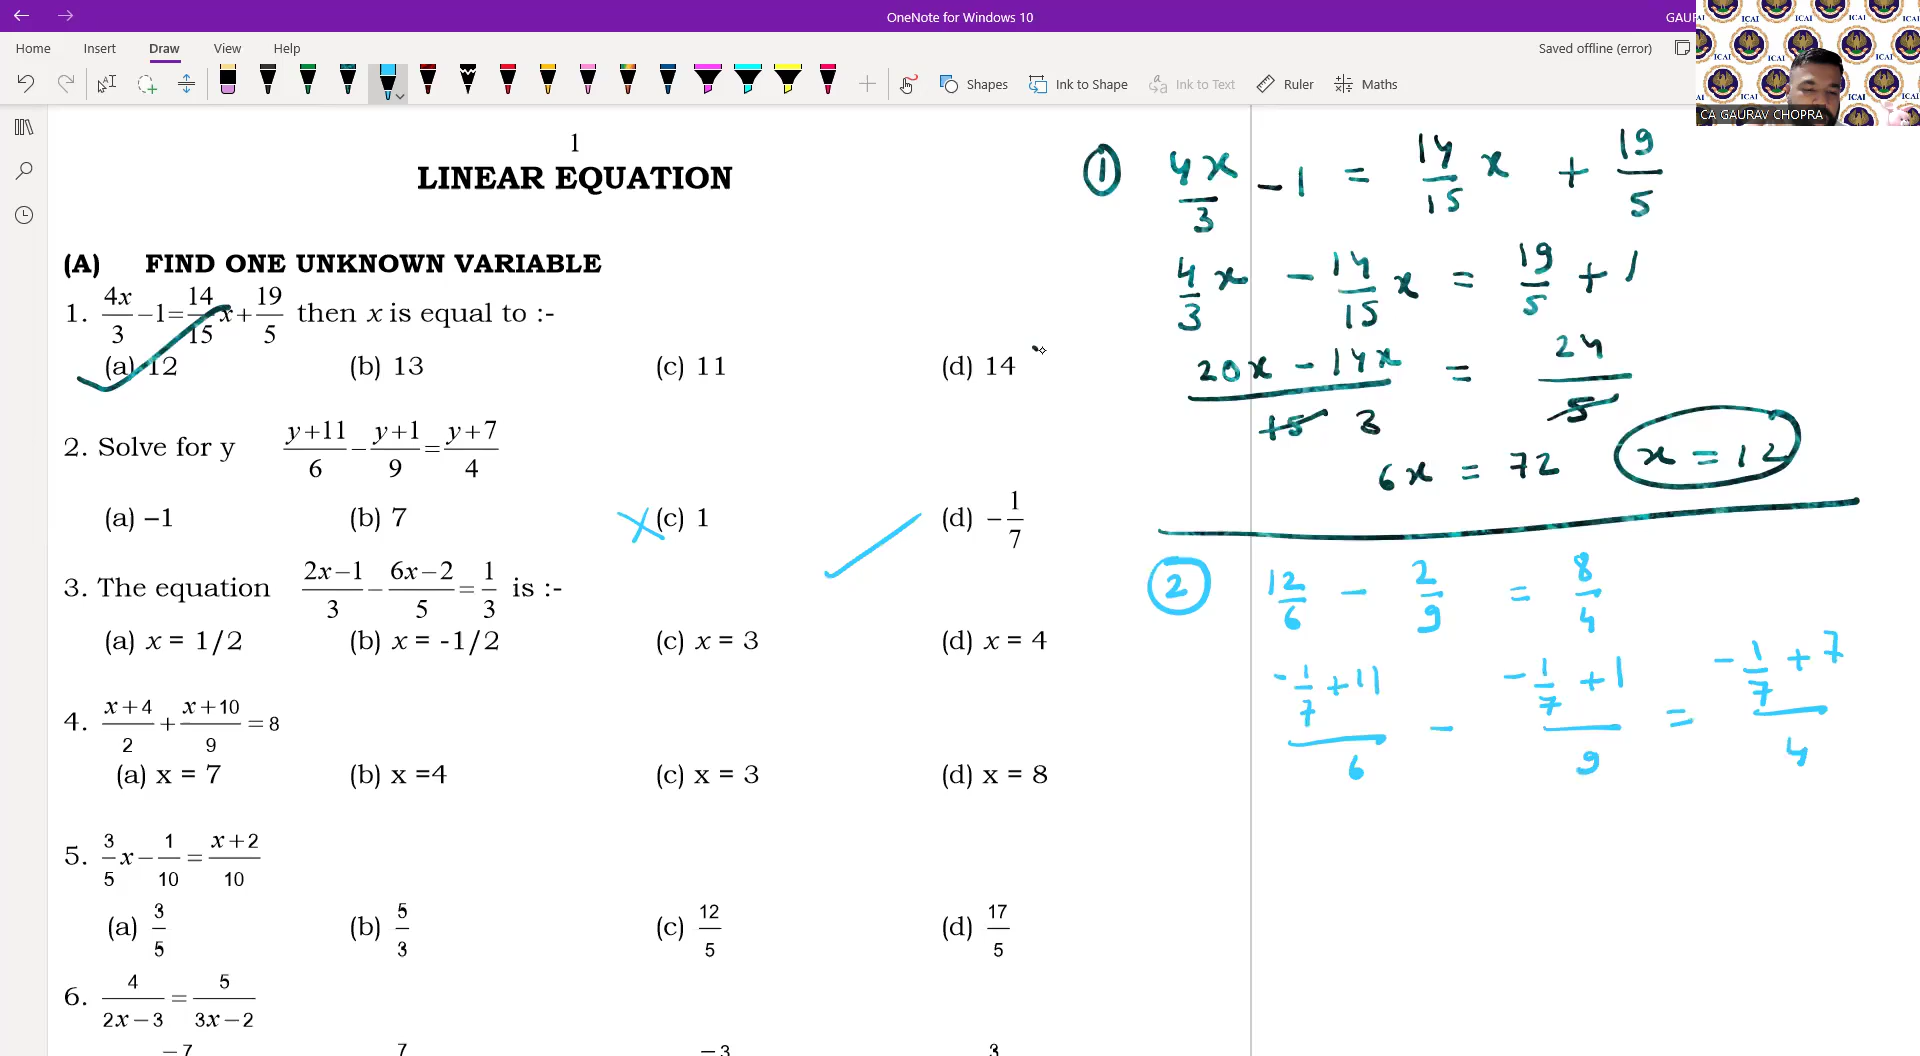 OneNote for Windows 10
Home Insert Draw View Help
Saved offline (error)
Shapes Ink to Shape Ink to Text Ruler Maths
ICAI
CA GAURAV CHOPRA
1
LINEAR EQUATION
(A) FIND ONE UNKNOWN VARIABLE
1. 4x/3 −1= 14/15 x + 19/5 then x is equal to :-
(a) 12 (b) 13 (c) 11 (d) 14
2. Solve for y (y+11)/6 − (y+1)/9 = (y+7)/4
(a) −1 (b) 7 (c) 1 (d) −1/7
3. The equation (2x−1)/3 − (6x−2)/5 = 1/3 is :-
(a) x = 1/2 (b) x = -1/2 (c) x = 3 (d) x = 4
4. (x+4)/2 + (x+10)/9 = 8
(a) x = 7 (b) x =4 (c) x = 3 (d) x = 8
5. 3/5 x − 1/10 = (x+2)/10
(a) 3/5 (b) 5/3 (c) 12/5 (d) 17/5
6. 4/(2x−3) = 5/(3x−2)
−7 7 −3 3
① 4x/3 − 1 = 14/15 x + 19/5
4/3 x − 14/15 x = 19/5 + 1
(20x − 14x)/15 3 = 24/5
6x = 72 x = 12
② 12/6 − 2/9 = 8/4
(−1/7 + 11)/6 − (−1/7 + 1)/9 = (−1/7 + 7)/4